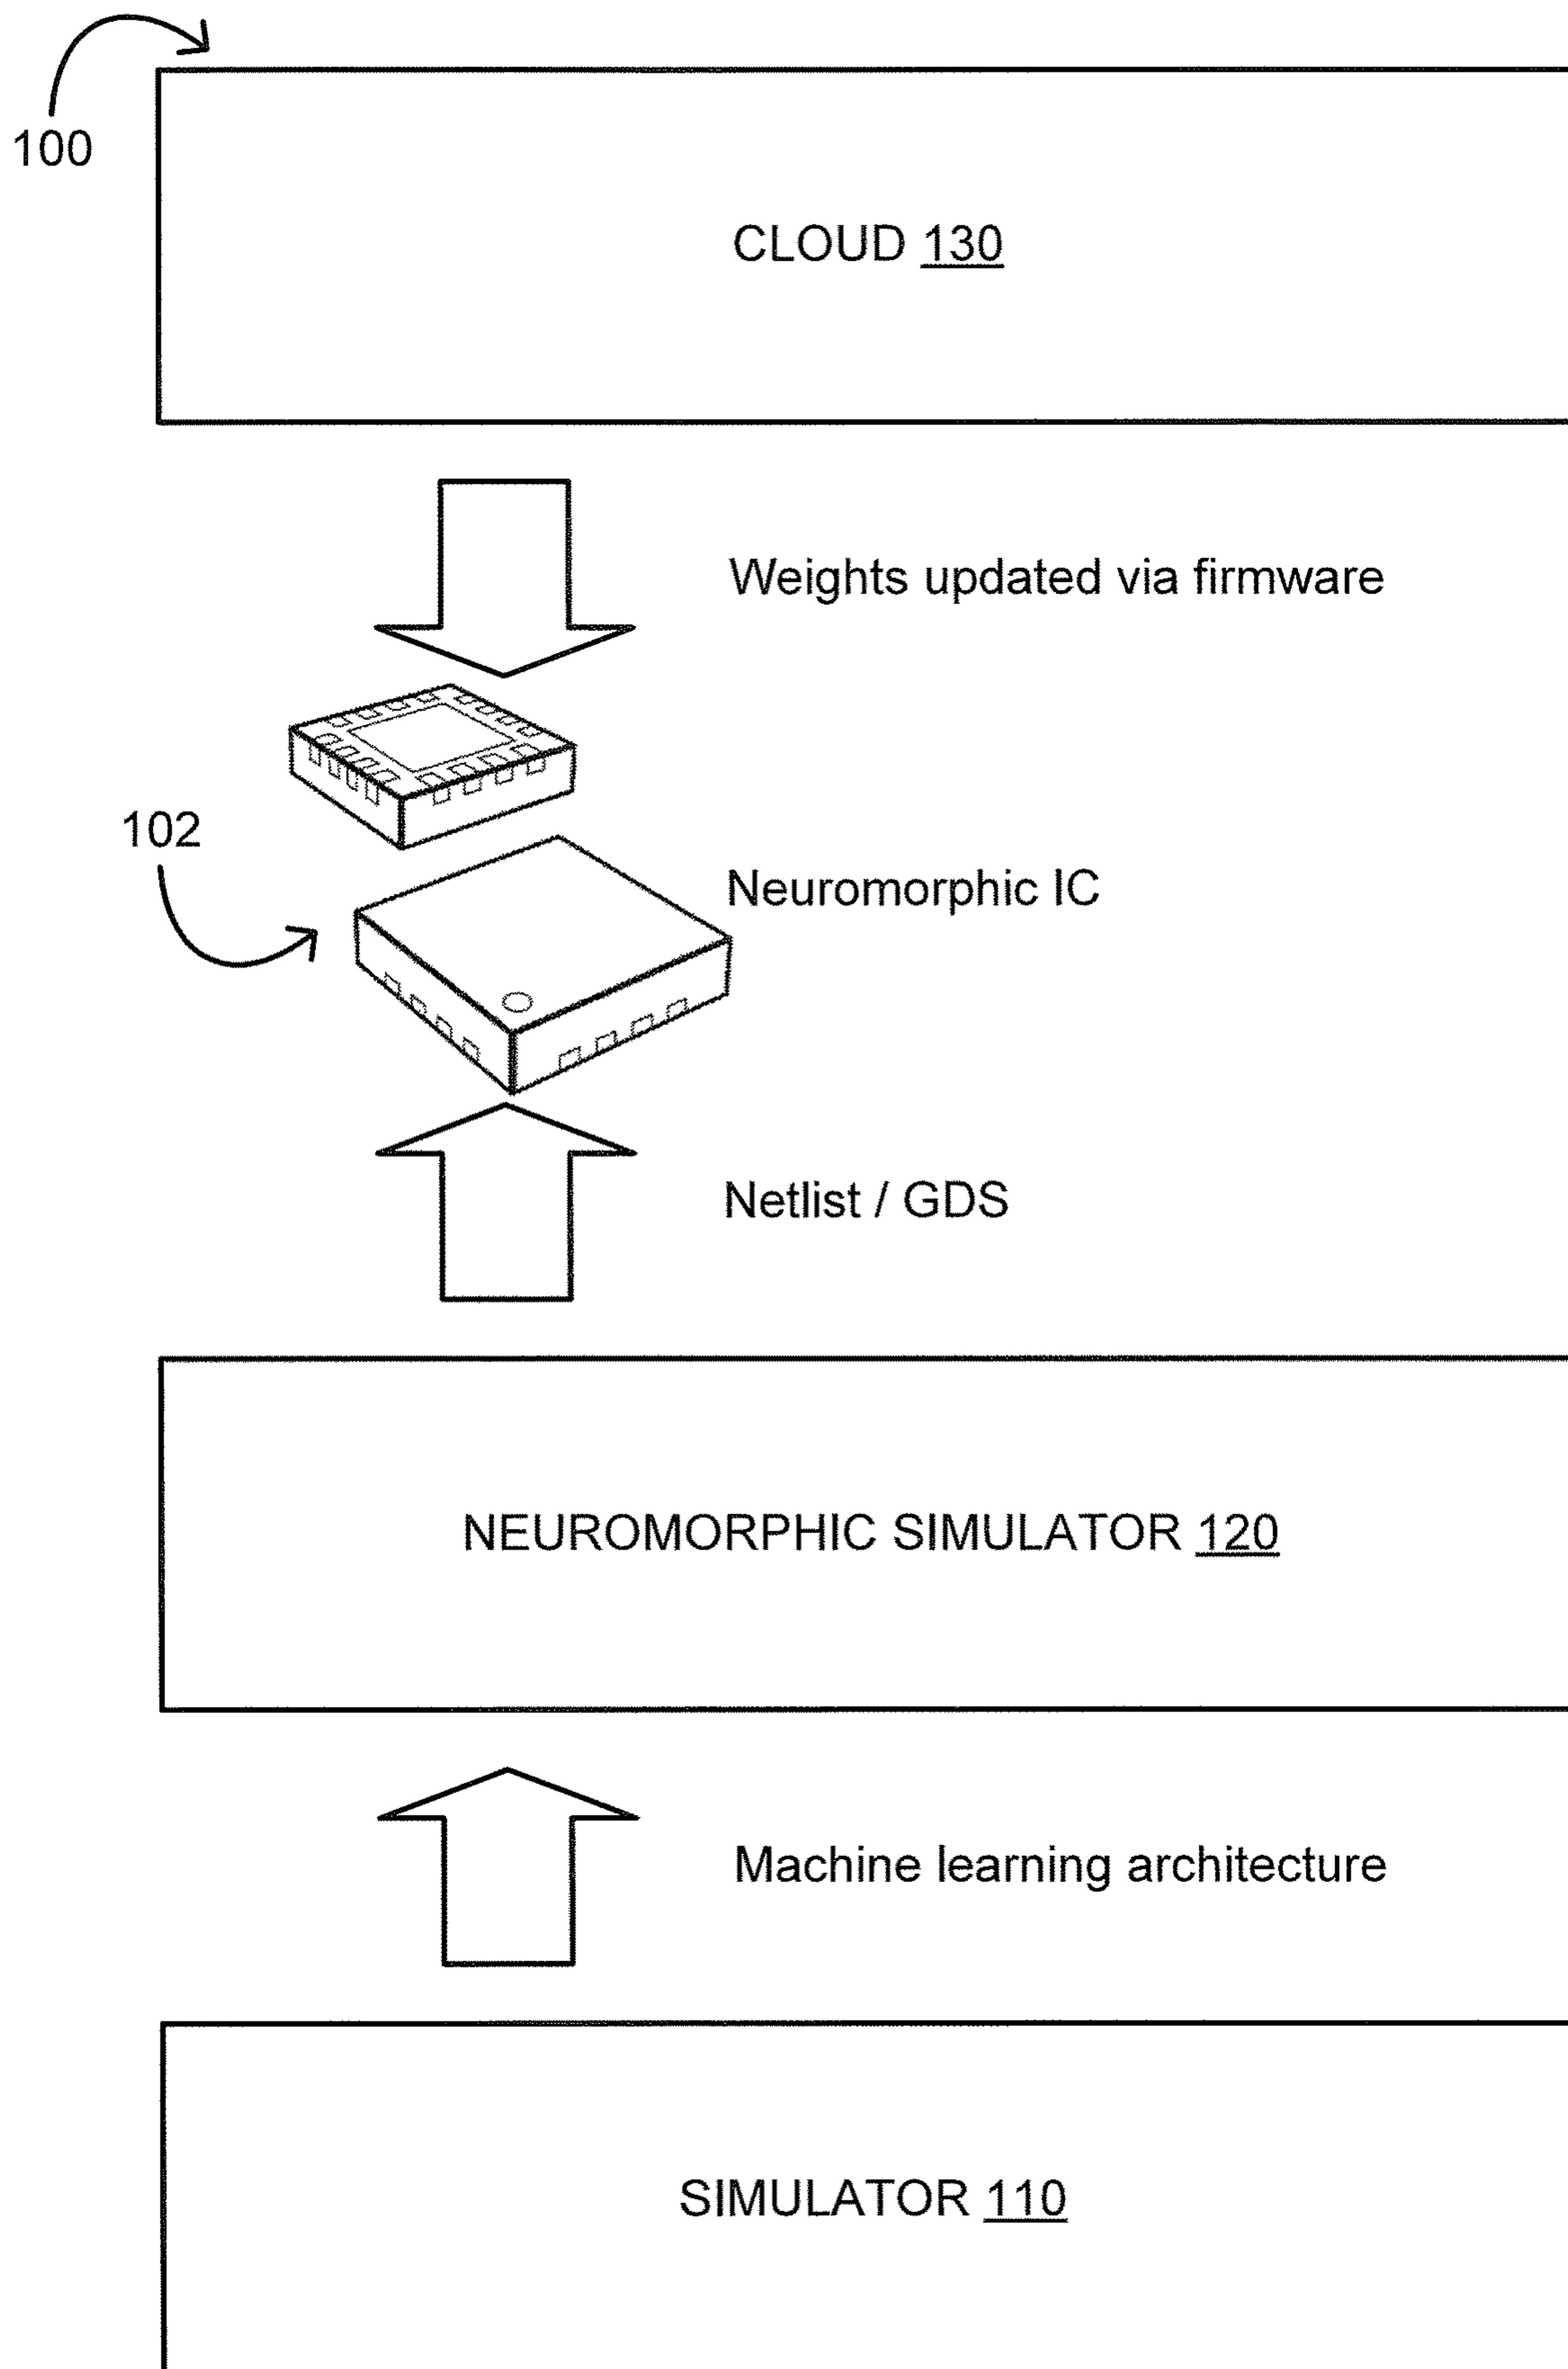 100
CLOUD 130
Weights updated via firmware
102
Neuromorphic IC
Netlist / GDS
NEUROMORPHIC SIMULATOR 120
Machine learning architecture
SIMULATOR 110